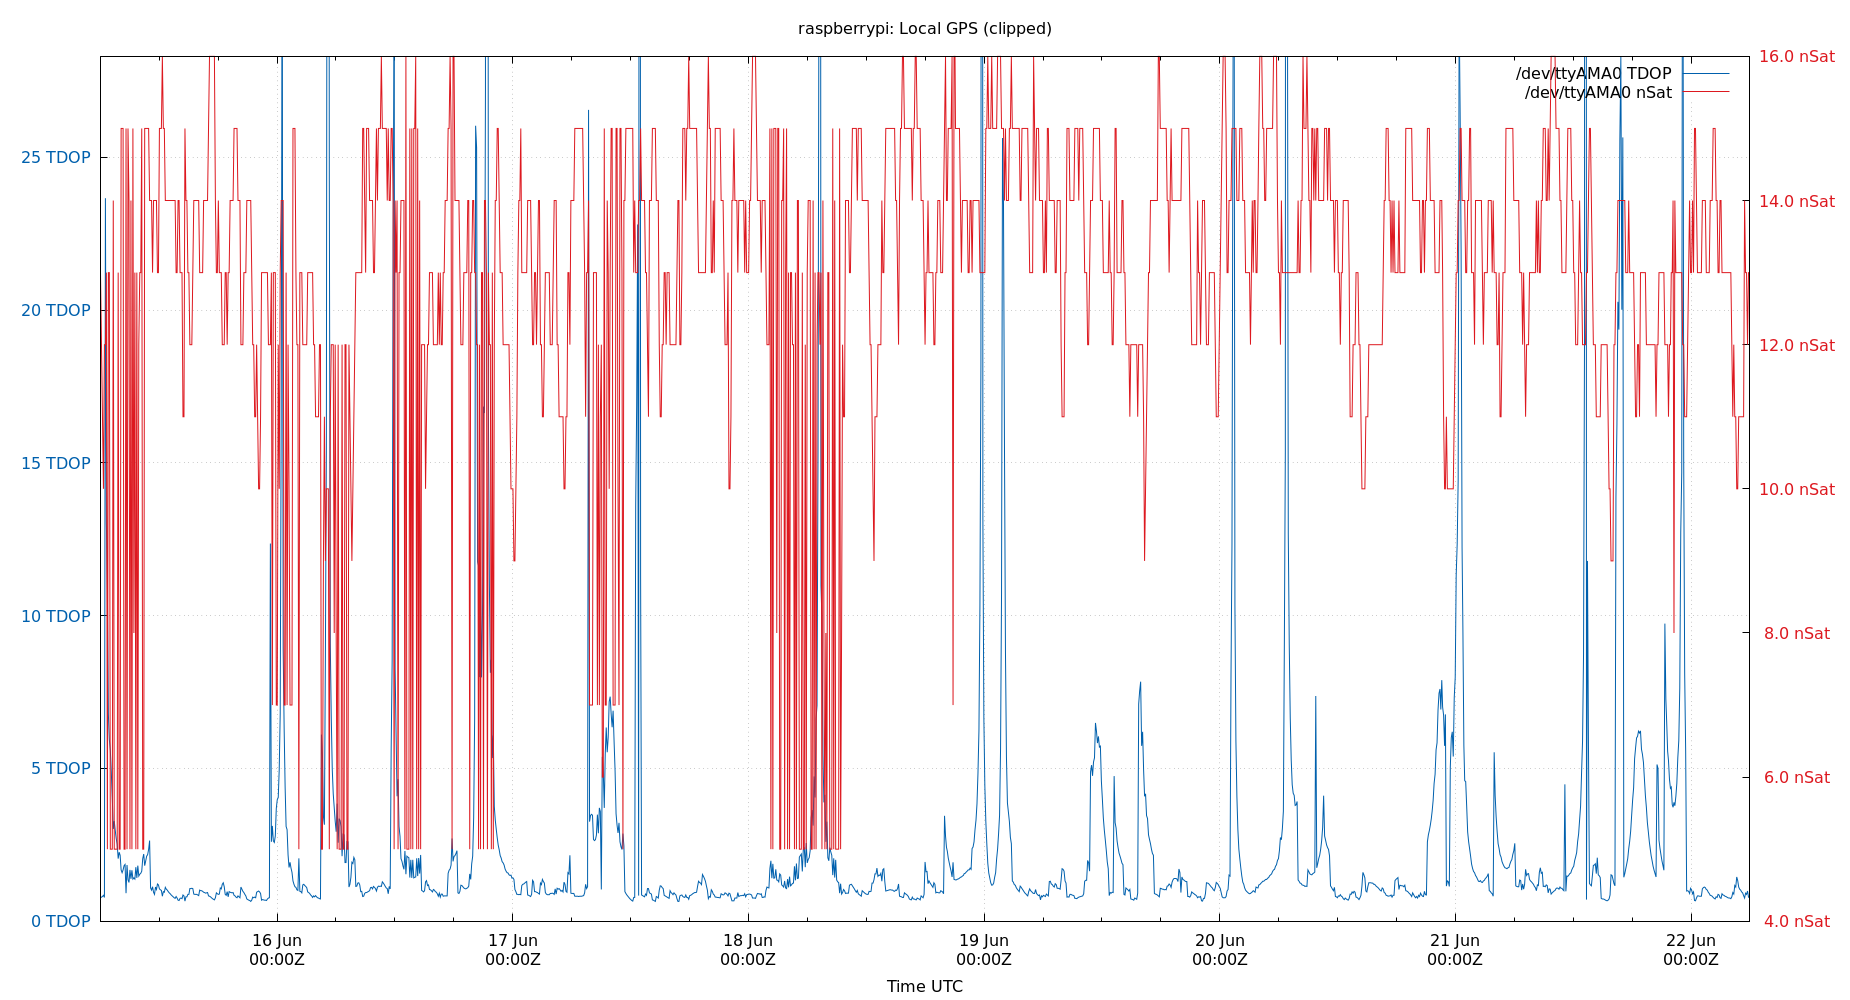 raspberrypi: Local GPS (clipped)
/dev/ttyAMA0 TDOP
/dev/ttyAMA0 nSat
25 TDOP
20 TDOP
15 TDOP
10 TDOP
5 TDOP
0 TDOP
16.0 nSat
14.0 nSat
12.0 nSat
10.0 nSat
8.0 nSat
6.0 nSat
4.0 nSat
16 Jun
00:00Z
17 Jun
00:00Z
18 Jun
00:00Z
19 Jun
00:00Z
20 Jun
00:00Z
21 Jun
00:00Z
22 Jun
00:00Z
Time UTC